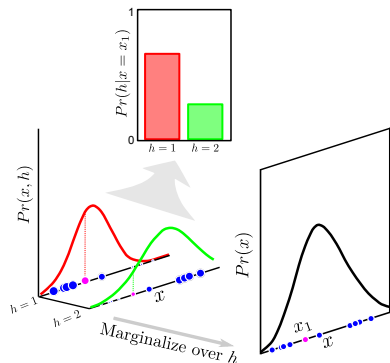 1
Pr(h|x = x₁)
0
h = 1
h = 2
Pr(x, h)
h = 1
h = 2
x
Marginalize over h
Pr(x)
x₁
x